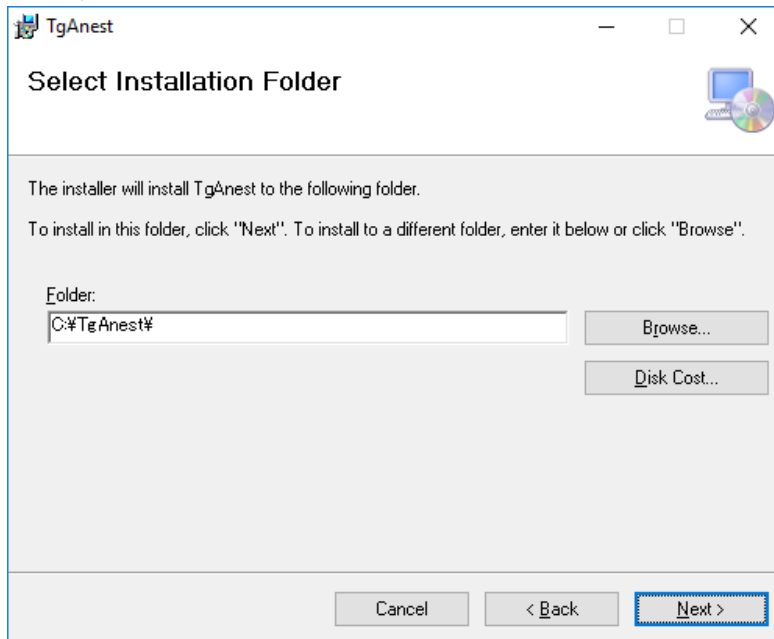 TgAnest
Select Installation Folder
The installer will install TgAnest to the following folder.
To install in this folder, click "Next". To install to a different folder, enter it below or click "Browse".
Folder:
C:¥TgAnest¥
Browse...
Disk Cost...
Cancel
< Back
Next >